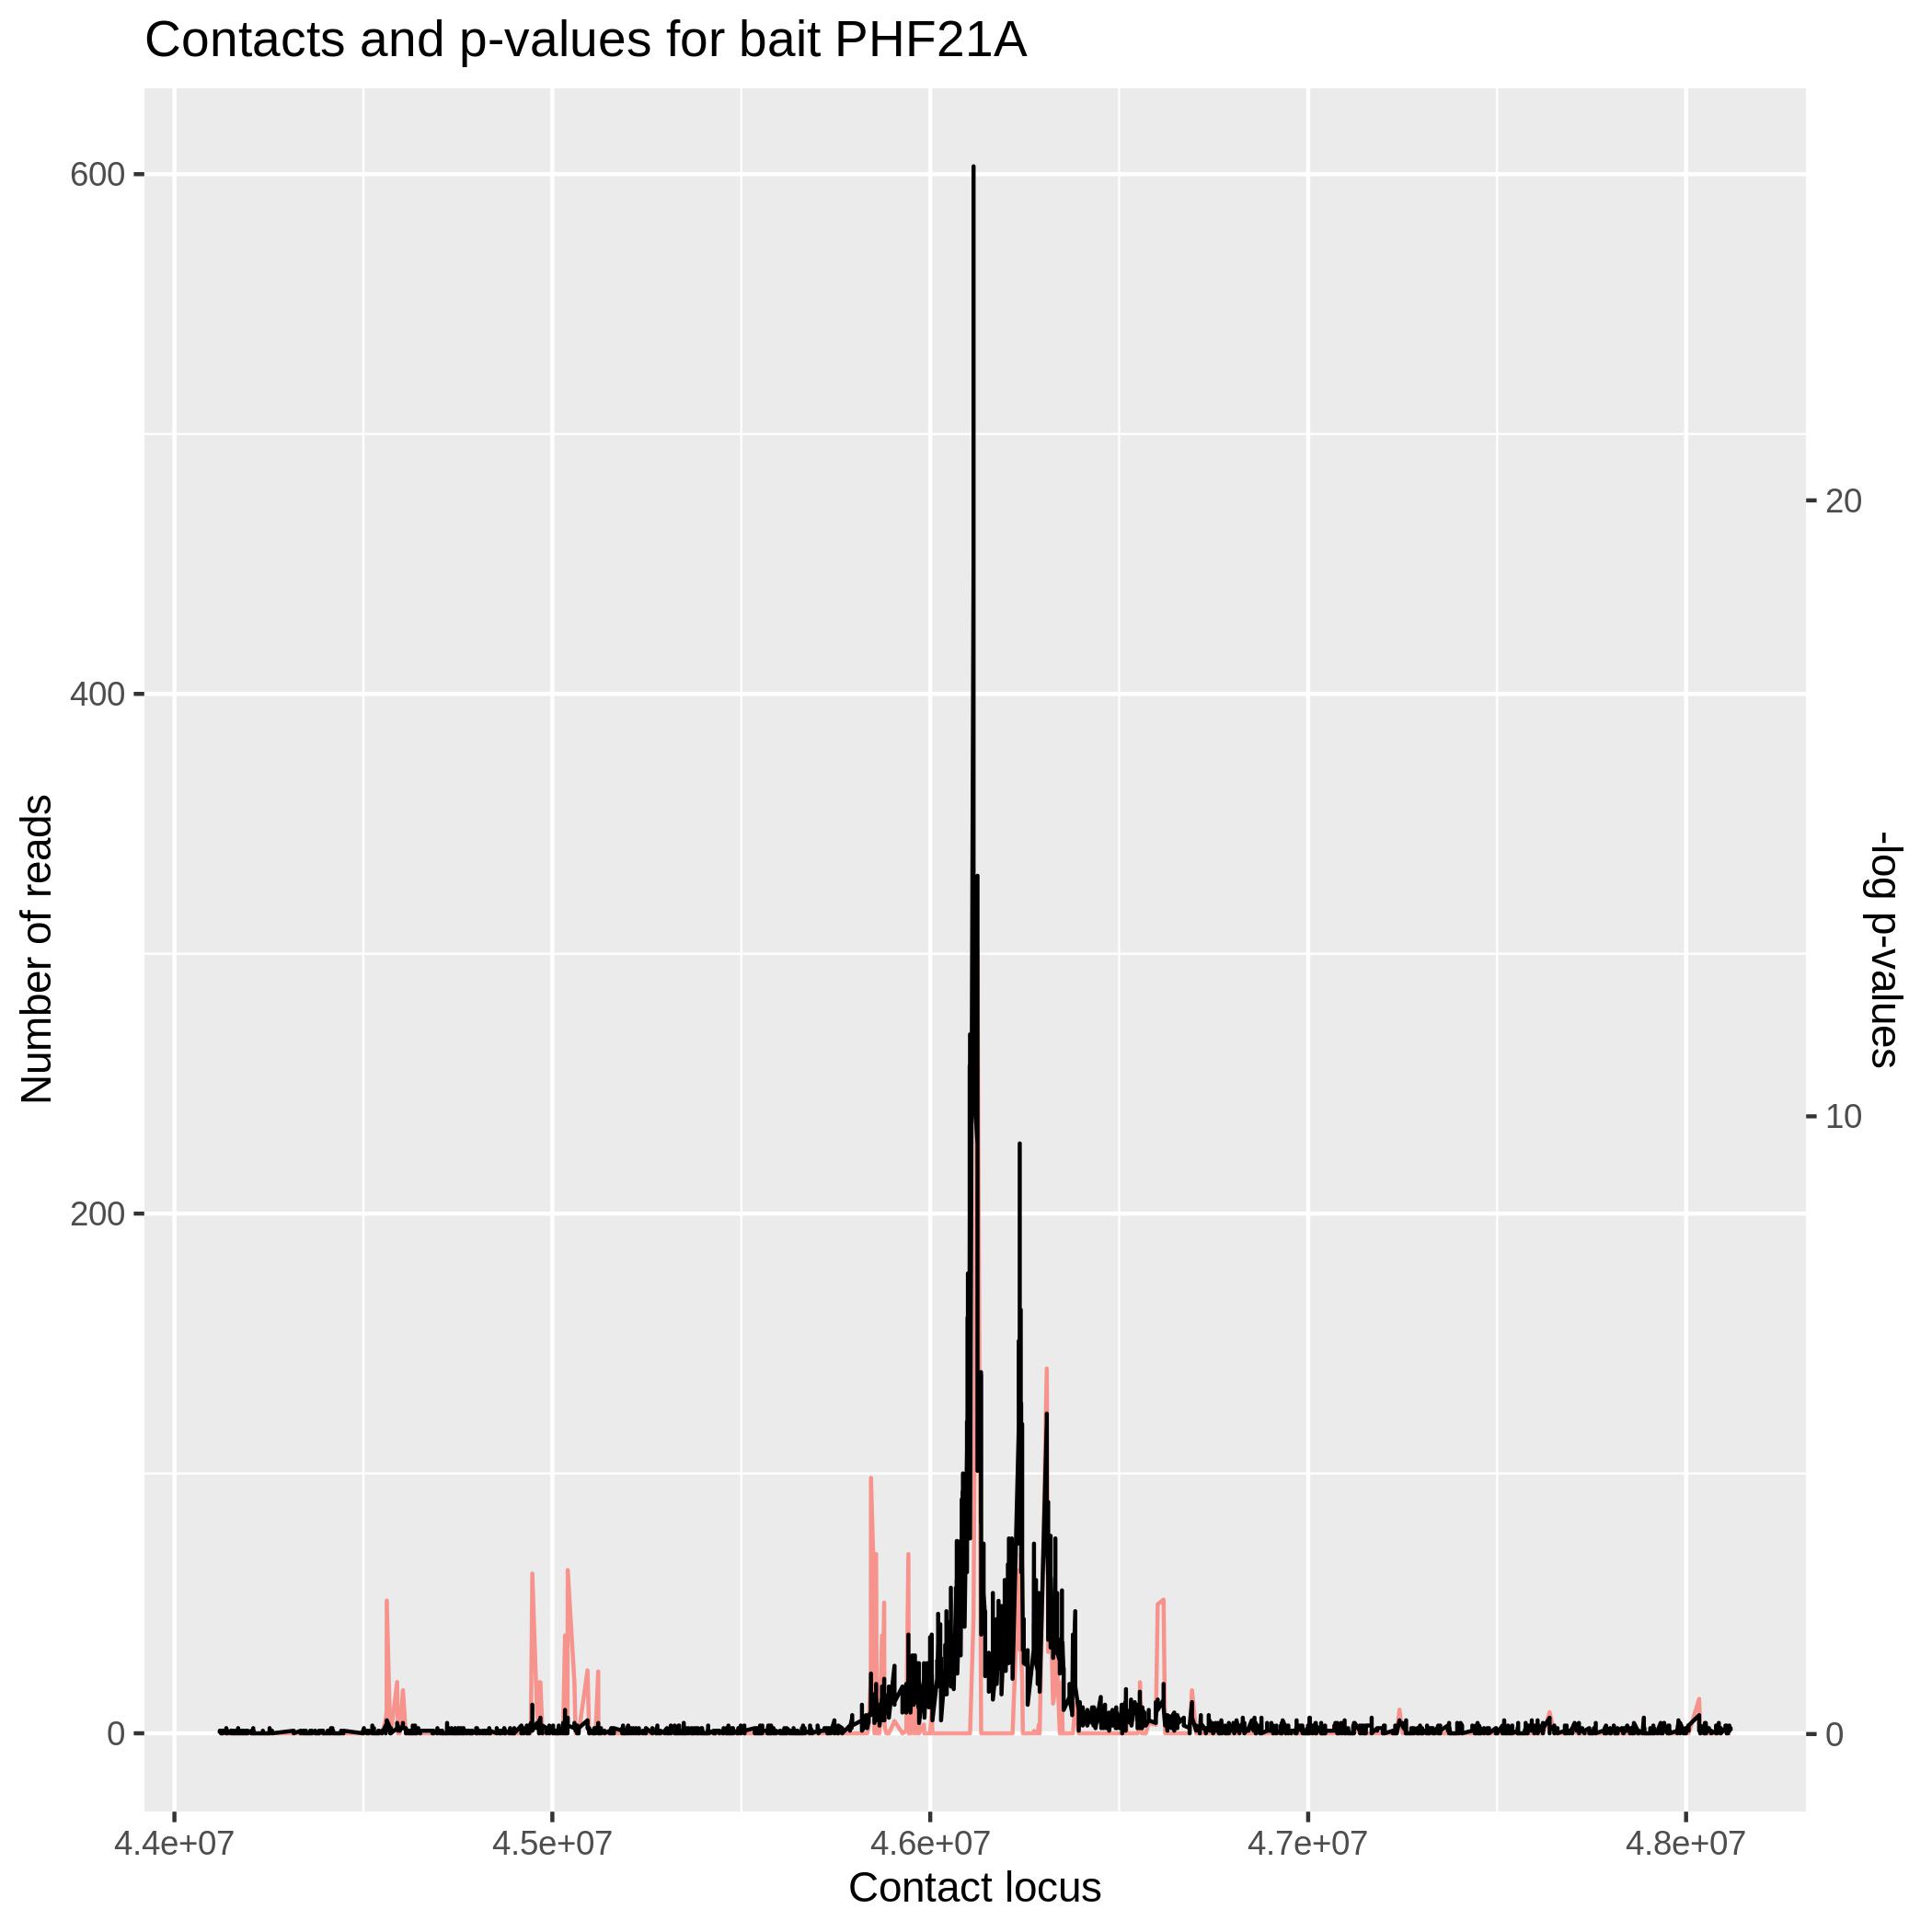 Contacts and p-values for bait PHF21A
600
400
200
0
Number of reads
20
10
0
-log p-values
4.4e+07
4.5e+07
4.6e+07
4.7e+07
4.8e+07
Contact locus